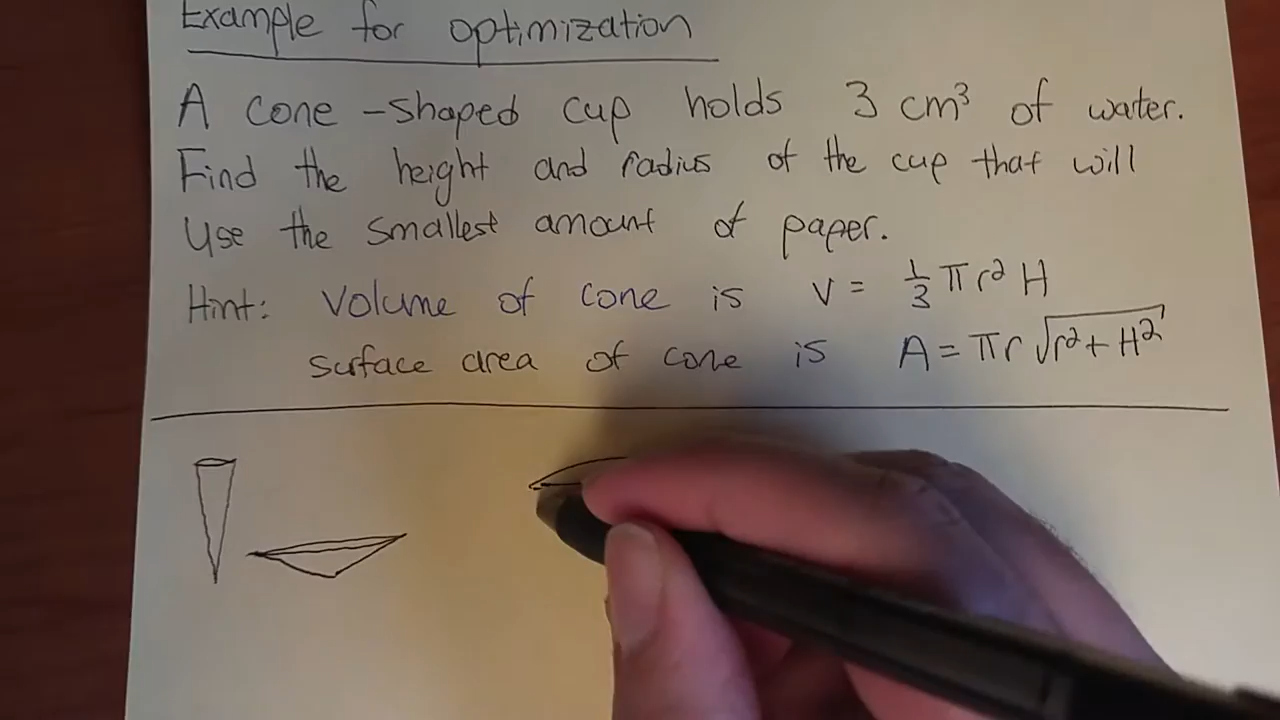 Example for optimization
A cone-shaped cup holds 3 cm³ of water.
Find the height and radius of the cup that will
Use the smallest amount of paper.
Hint: Volume of cone is V = 1/3 πr² H
surface area of cone is A = πr √(r² + H²)